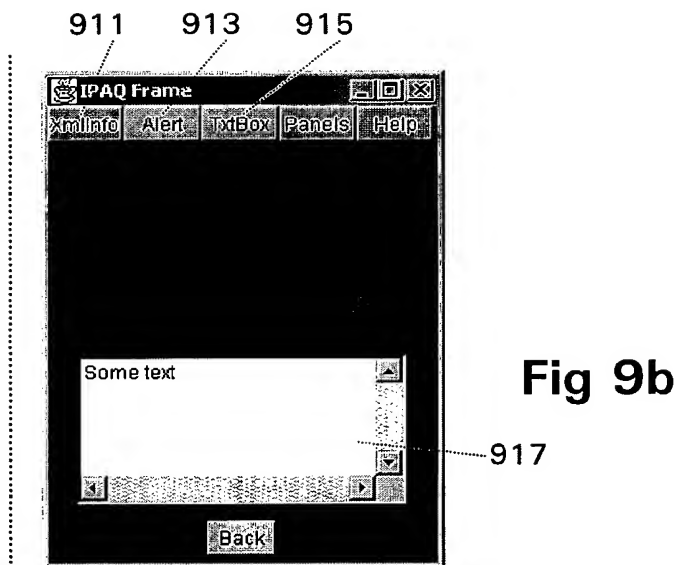 911 913 915
IPAQ Frame
XmlInfo Alert TxtBox Panels Help
Some text
Fig 9b
917
Back